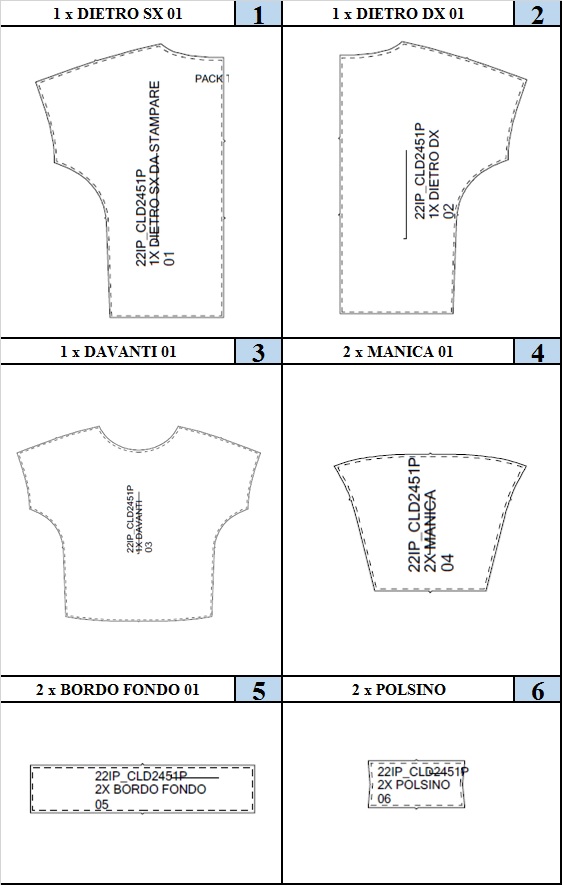 1 x DIETRO SX 01
1
1 x DIETRO DX 01
2
PACK 1
22IP_CLD2451P
1X DIETRO SX DA STAMPARE
01
22IP_CLD2451P
1X DIETRO DX
02
1 x DAVANTI 01
3
2 x MANICA 01
4
22IP_CLD2451P
1X DAVANTI
03
22IP_CLD2451P
2X MANICA
04
2 x BORDO FONDO 01
5
2 x POLSINO
6
22IP_CLD2451P
2X BORDO FONDO
05
22IP_CLD2451P
2X POLSINO
06